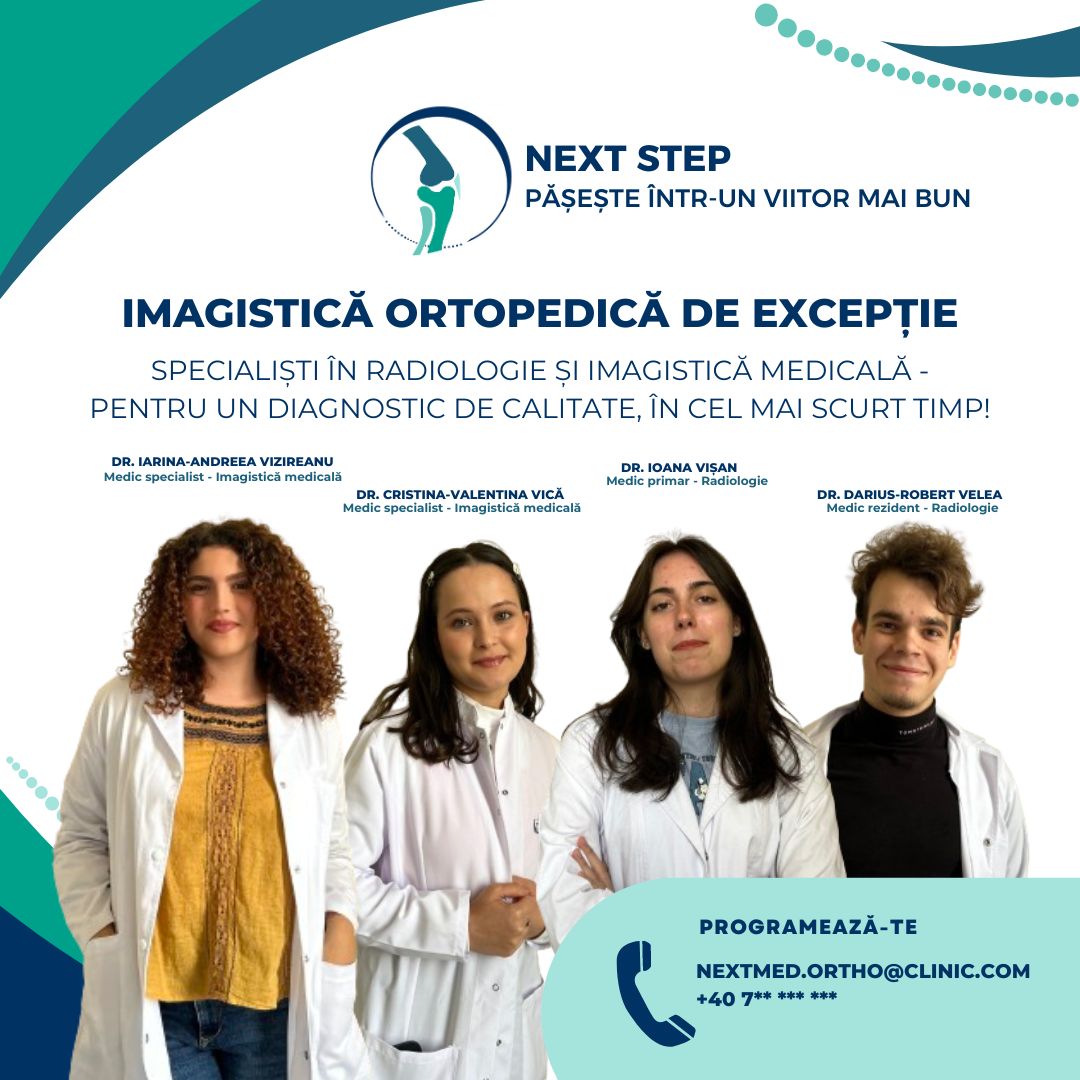 NEXT STEP
PĂȘEȘTE ÎNTR-UN VIITOR MAI BUN
IMAGISTICĂ ORTOPEDICĂ DE EXCEPȚIE
SPECIALIȘTI ÎN RADIOLOGIE ȘI IMAGISTICĂ MEDICALĂ -
PENTRU UN DIAGNOSTIC DE CALITATE, ÎN CEL MAI SCURT TIMP!
DR. IARINA-ANDREEA VIZIREANU
Medic specialist - Imagistică medicală
DR. CRISTINA-VALENTINA VICĂ
Medic specialist - Imagistică medicală
DR. IOANA VIȘAN
Medic primar - Radiologie
DR. DARIUS-ROBERT VELEA
Medic rezident - Radiologie
PROGRAMEAZĂ-TE
NEXTMED.ORTHO@CLINIC.COM
+40 7** *** ***